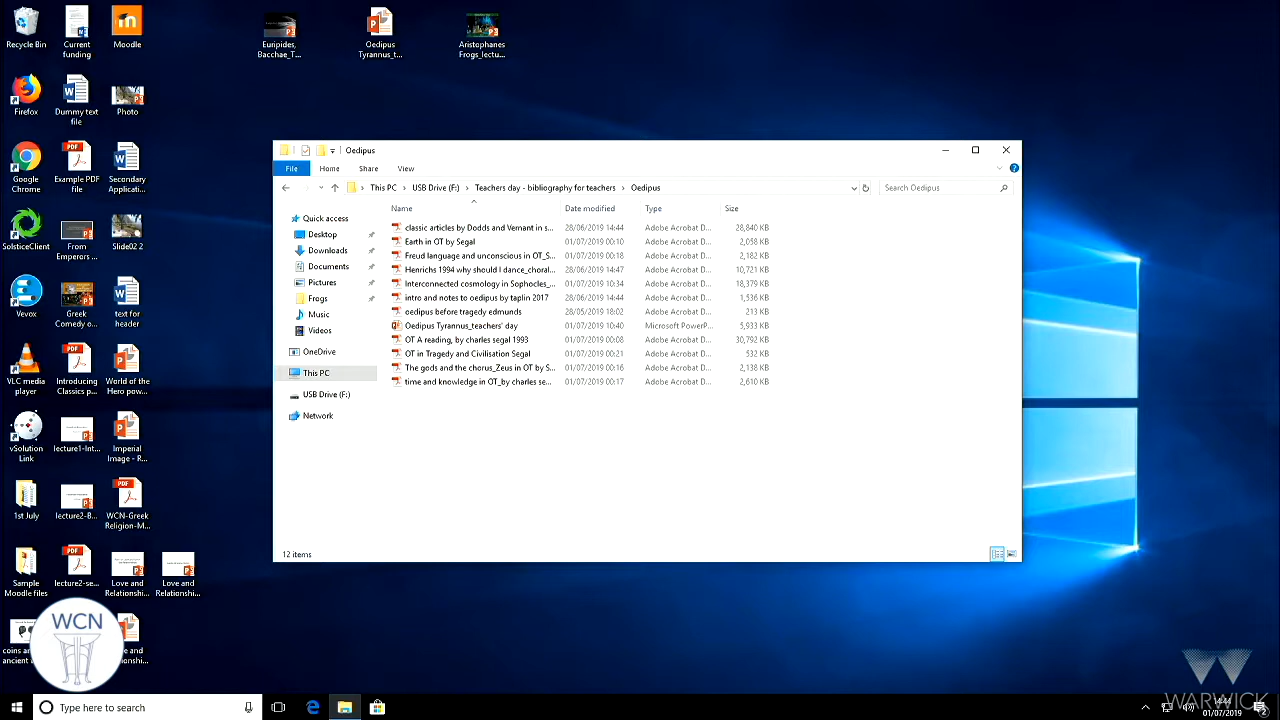 Recycle Bin
Current funding
Moodle
Euripides, Bacchae_T...
Oedipus Tyrannus_t...
Aristophanes Frogs_lectu...
Firefox
Dummy text file
Photo
Google Chrome
Example PDF file
Secondary Applicati...
SolsticeClient
From Emperors ...
Slide02 2
Vevox
Greek Comedy o...
text for header
VLC media player
Introducing Classics p...
World of the Hero pow...
vSolution Link
lecture1-Int...
Imperial Image - R...
1st July
lecture2-B...
WCN-Greek Religion-M...
Sample Moodle files
lecture2-se...
Love and Relationshi...
Love and Relationshi...
WCN
Oedipus
File Home Share View
This PC > USB Drive (F:) > Teachers day - bibliography for teachers > Oedipus
Search Oedipus
Quick access
Desktop
Downloads
Documents
Pictures
Frogs
Music
Videos
OneDrive
This PC
USB Drive (F:)
Network
Name Date modified Type Size
classic articles by Dodds and Vernant in s... 28/06/2019 14:44 Adobe Acrobat D... 28,840 KB
Earth in OT by Segal 01/07/2019 00:10 Adobe Acrobat D... 2,058 KB
Freud language and unconscious in OT_S... 01/07/2019 00:18 Adobe Acrobat D... 2,182 KB
Henrichs 1994 why should I dance_choral... 28/06/2019 14:47 Adobe Acrobat D... 10,721 KB
Interconnected cosmology in sophocles_... 01/07/2019 10:34 Adobe Acrobat D... 18,379 KB
intro and notes to oedipus by taplin 2017 28/06/2019 14:44 Adobe Acrobat D... 1,536 KB
oedipus before tragedy edmunds 28/05/2019 18:02 Adobe Acrobat D... 313 KB
Oedipus Tyrannus_teachers' day 01/07/2019 10:40 Microsoft PowerP... 5,933 KB
OT A reading, by charles segal 1993 01/07/2019 00:08 Adobe Acrobat D... 30,702 KB
OT in Tragedy and Civilisation Segal 01/07/2019 00:21 Adobe Acrobat D... 532 KB
The gods and the chorus_Zeus in OT by S... 01/07/2019 00:16 Adobe Acrobat D... 2,138 KB
time and knowledge in OT_by charles se... 01/07/2019 00:17 Adobe Acrobat D... 2,610 KB
12 items
Type here to search
WARWICK
01/07/2019